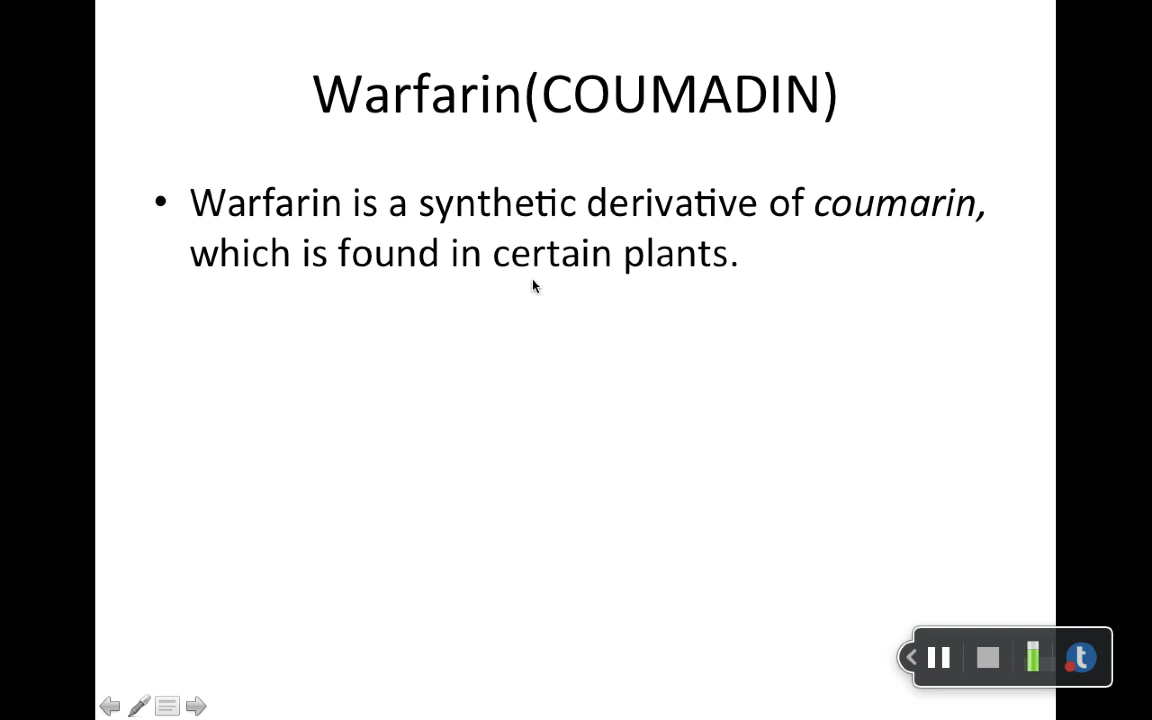 Warfarin(COUMADIN)
• Warfarin is a synthetic derivative of coumarin,
which is found in certain plants.
t